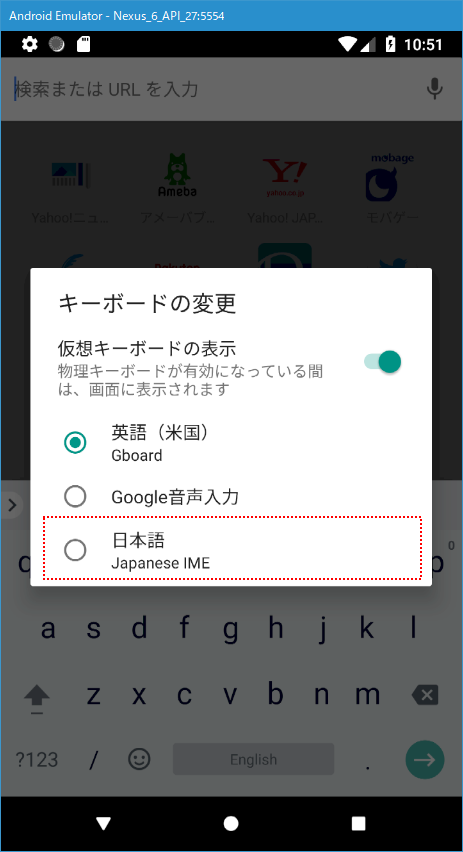 Android Emulator - Nexus_6_API_27:5554
10:51
検索または URL を入力
Yahoo!ニュ...
Ameba
アメーバブ...
Y!
yahoo.co.jp
Yahoo! JAP...
mobage
モバゲー
Rakuten
キーボードの変更
仮想キーボードの表示
物理キーボードが有効になっている間
は、画面に表示されます
英語（米国）
Gboard
Google音声入力
日本語
Japanese IME
q
p
0
a s d f g h j k l
z x c v b n m
?123 / English .